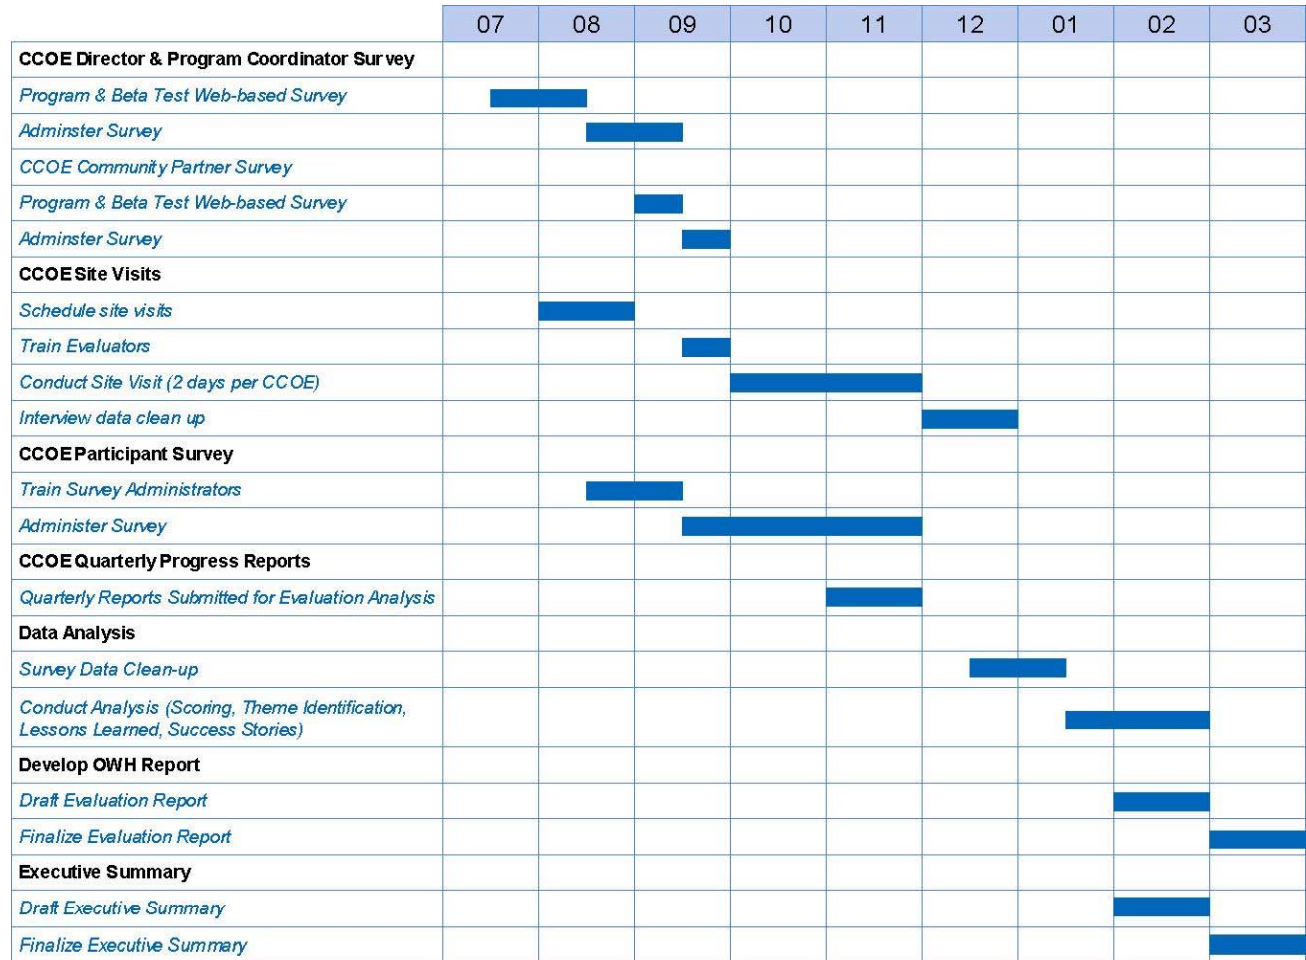 07 08 09 10 11 12 01 02 03
CCOE Director & Program Coordinator Survey
Program & Beta Test Web-based Survey
Adminster Survey
CCOE Community Partner Survey
Program & Beta Test Web-based Survey
Adminster Survey
CCOE Site Visits
Schedule site visits
Train Evaluators
Conduct Site Visit (2 days per CCOE)
Interview data clean up
CCOE Participant Survey
Train Survey Administrators
Administer Survey
CCOE Quarterly Progress Reports
Quarterly Reports Submitted for Evaluation Analysis
Data Analysis
Survey Data Clean-up
Conduct Analysis (Scoring, Theme Identification,
Lessons Learned, Success Stories)
Develop OWH Report
Draft Evaluation Report
Finalize Evaluation Report
Executive Summary
Draft Executive Summary
Finalize Executive Summary